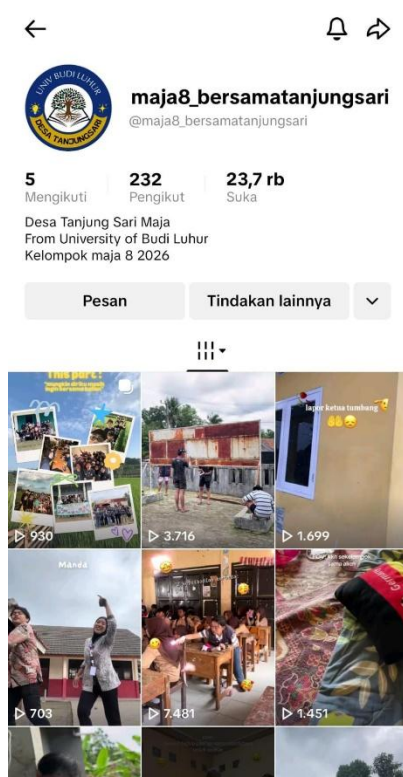 UNIV BUDI LUHUR
DESA TANJUNGSARI
maja8_bersamatanjungsari
@maja8_bersamatanjungsari
5
Mengikuti
232
Pengikut
23,7 rb
Suka
Desa Tanjung Sari Maja
From University of Budi Luhur
Kelompok maja 8 2026
Pesan
Tindakan lainnya
This part :
930
3.716
lapor ketua tumbang
1.699
Manda
703
7.481
1.451